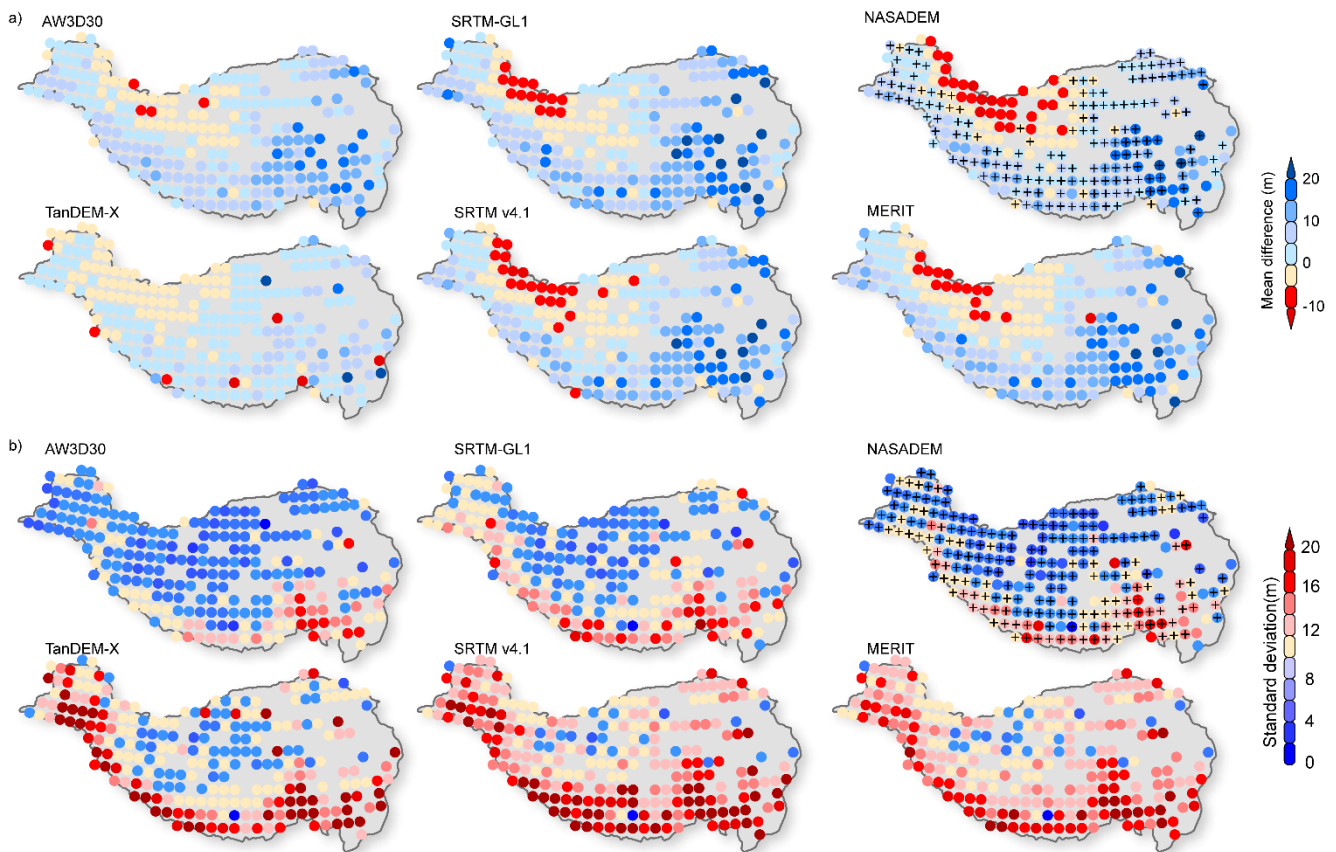 a)
AW3D30
SRTM-GL1
NASADEM
TanDEM-X
SRTM v4.1
MERIT
Mean difference (m)
20
10
0
-10
b)
AW3D30
SRTM-GL1
NASADEM
TanDEM-X
SRTM v4.1
MERIT
Standard deviation(m)
20
16
12
8
4
0